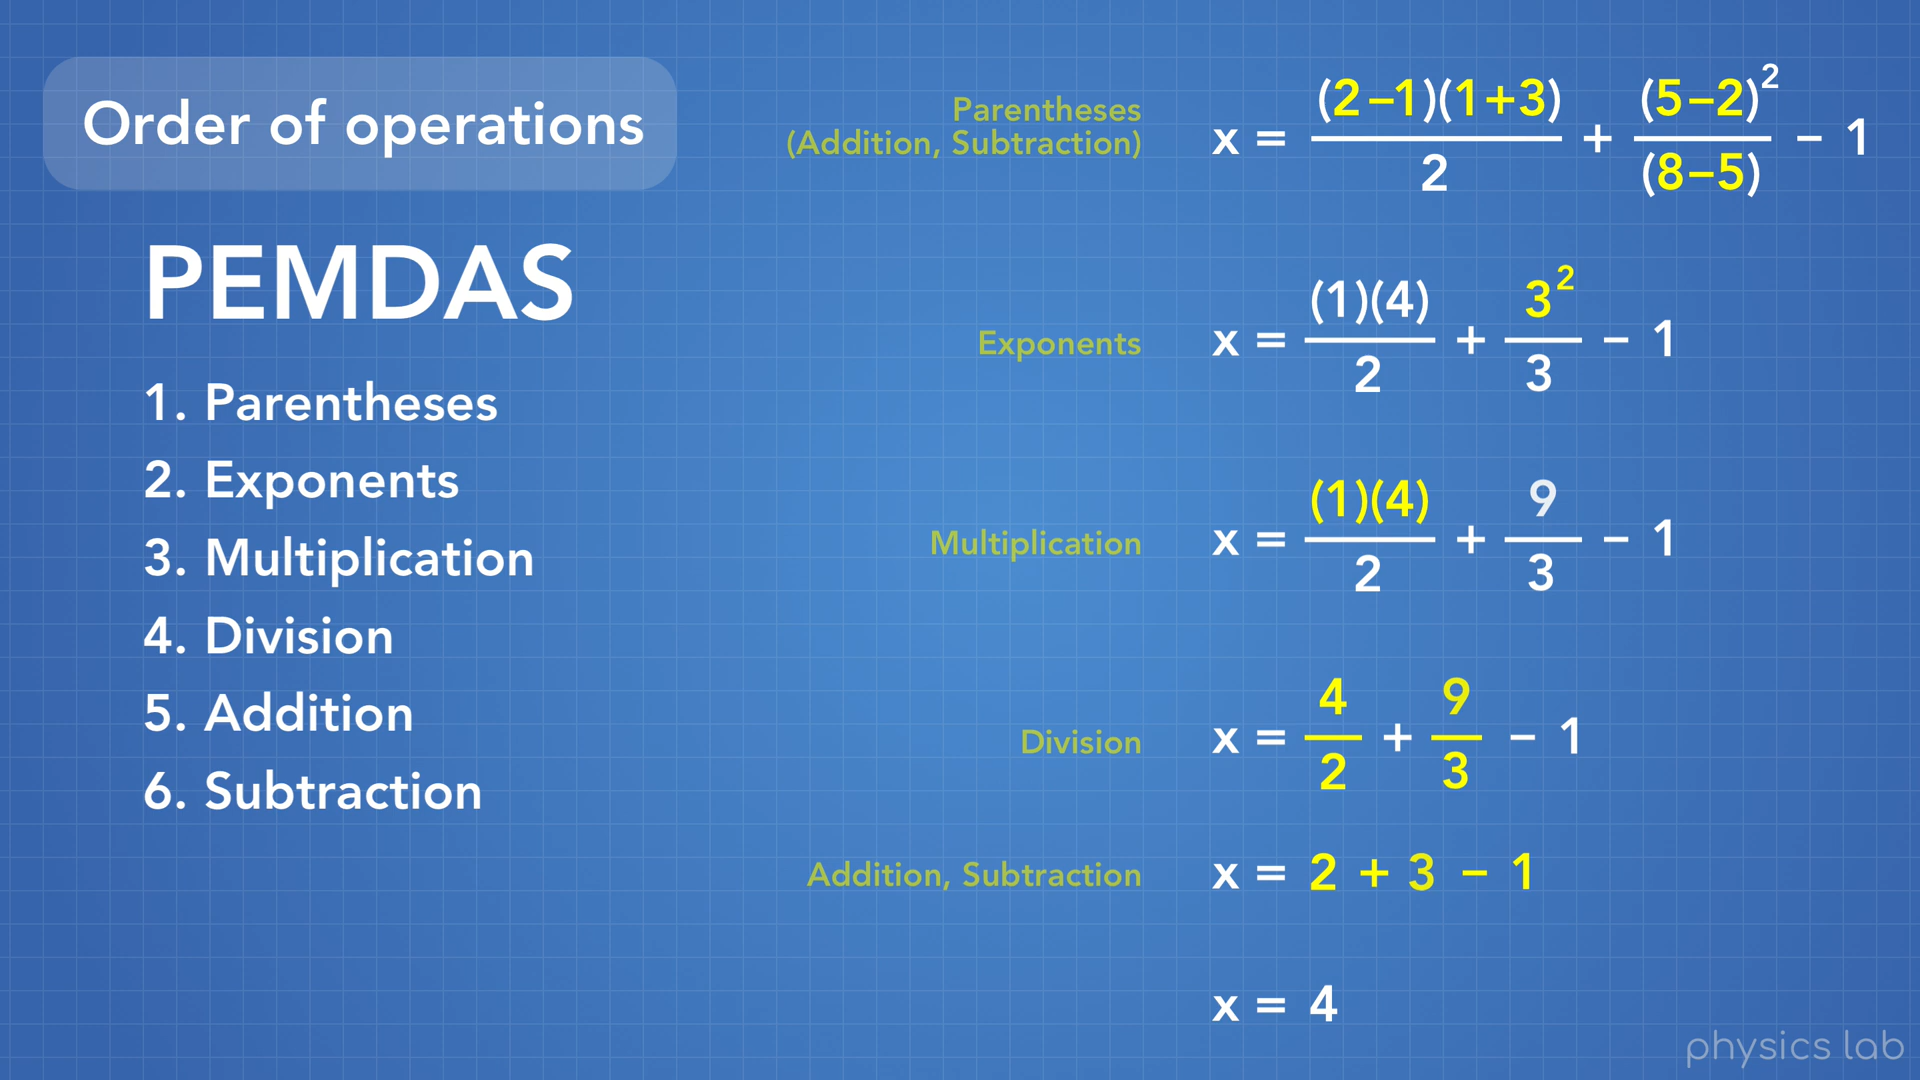 Order of operations
PEMDAS
1. Parentheses
2. Exponents
3. Multiplication
4. Division
5. Addition
6. Subtraction
Parentheses
(Addition, Subtraction)
x = (2−1)(1+3)/2 + (5−2)²/(8−5) − 1
Exponents
x = (1)(4)/2 + 3²/3 − 1
Multiplication
x = (1)(4)/2 + 9/3 − 1
Division
x = 4/2 + 9/3 − 1
Addition, Subtraction
x = 2 + 3 − 1
x = 4
physics lab